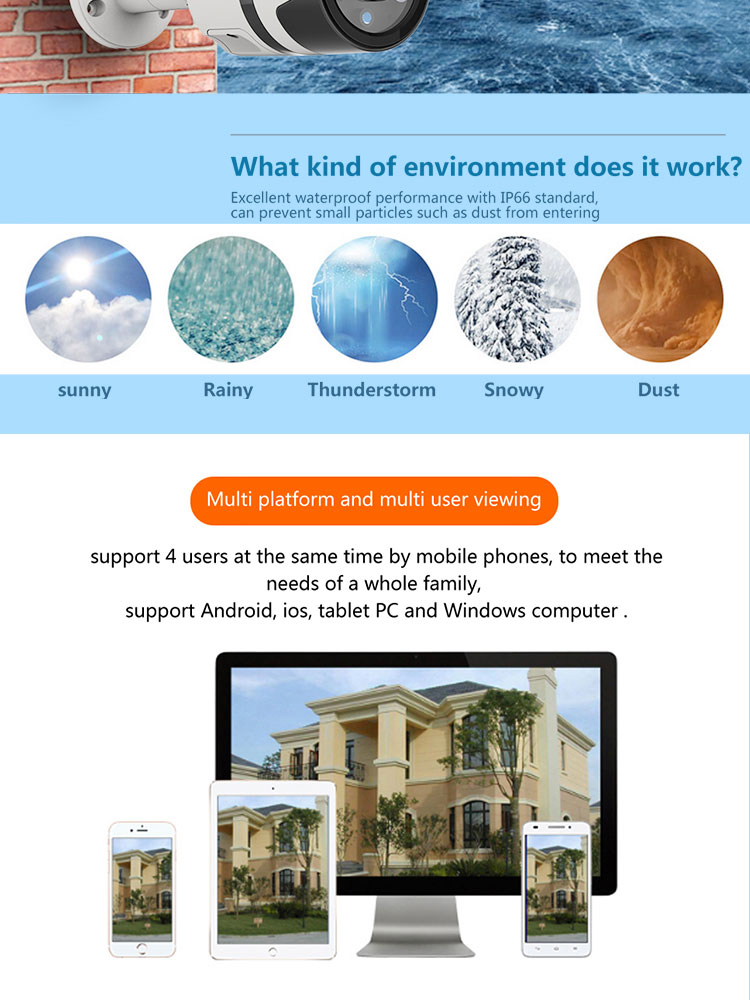 What kind of environment does it work?
Excellent waterproof performance with IP66 standard,
can prevent small particles such as dust from entering
sunny
Rainy
Thunderstorm
Snowy
Dust
Multi platform and multi user viewing
support 4 users at the same time by mobile phones, to meet the
needs of a whole family,
support Android, ios, tablet PC and Windows computer .